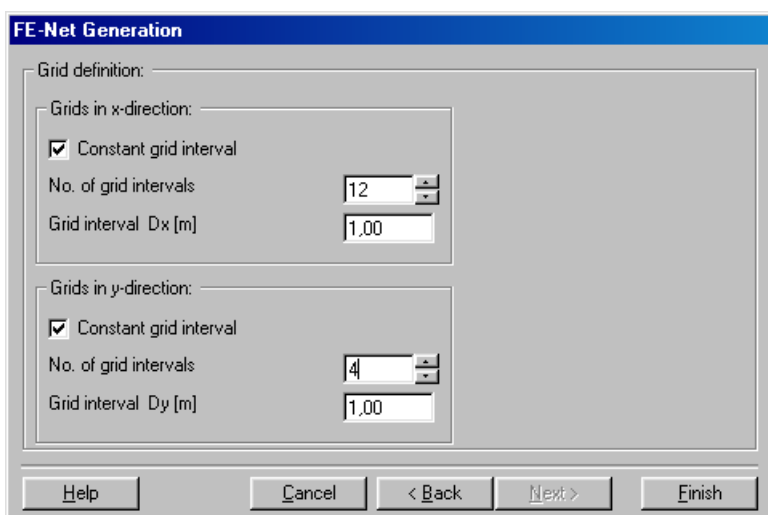 FE-Net Generation
Grid definition:
Grids in x-direction:
Constant grid interval
No. of grid intervals 12
Grid interval Dx [m] 1,00
Grids in y-direction:
Constant grid interval
No. of grid intervals 4
Grid interval Dy [m] 1,00
Help Cancel < Back Next > Finish